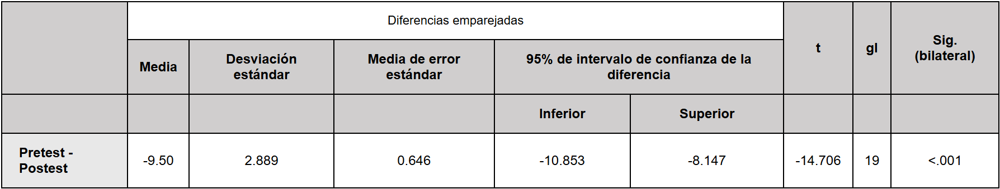 Diferencias emparejadas
Media
Desviación
estándar
Media de error
estándar
95% de intervalo de confianza de la
diferencia
t
gl
Sig.
(bilateral)
Inferior
Superior
Pretest -
Postest
-9.50
2.889
0.646
-10.853
-8.147
-14.706
19
<.001